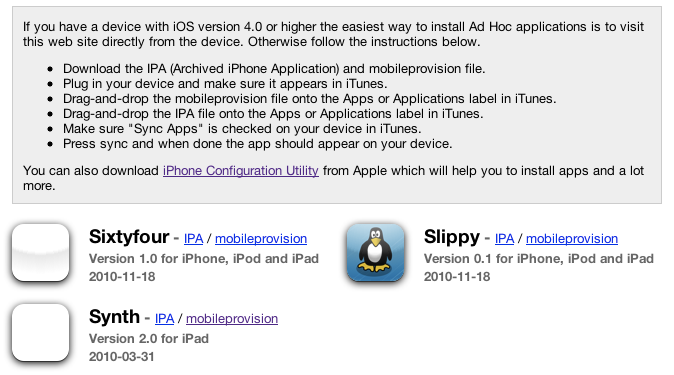 If you have a device with iOS version 4.0 or higher the easiest way to install Ad Hoc applications is to visit
this web site directly from the device. Otherwise follow the instructions below.
• Download the IPA (Archived iPhone Application) and mobileprovision file.
• Plug in your device and make sure it appears in iTunes.
• Drag-and-drop the mobileprovision file onto the Apps or Applications label in iTunes.
• Drag-and-drop the IPA file onto the Apps or Applications label in iTunes.
• Make sure "Sync Apps" is checked on your device in iTunes.
• Press sync and when done the app should appear on your device.
You can also download iPhone Configuration Utility from Apple which will help you to install apps and a lot
more.
Sixtyfour - IPA / mobileprovision
Version 1.0 for iPhone, iPod and iPad
2010-11-18
Slippy - IPA / mobileprovision
Version 0.1 for iPhone, iPod and iPad
2010-11-18
Synth - IPA / mobileprovision
Version 2.0 for iPad
2010-03-31